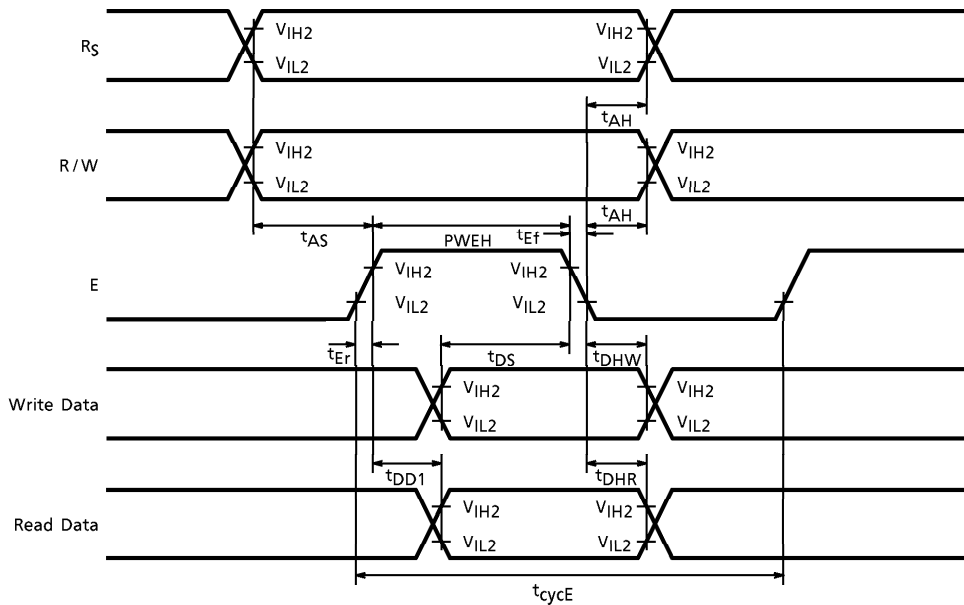 RS VIH2 VIH2
VIL2 VIL2
tAH
R/W VIH2 VIH2
VIL2 VIL2
tAS PWEH tEf tAH
E VIH2 VIH2
VIL2 VIL2
tEr tDS tDHW
Write Data VIH2 VIH2
VIL2 VIL2
tDD1 tDHR
Read Data VIH2 VIH2
VIL2 VIL2
tcycE